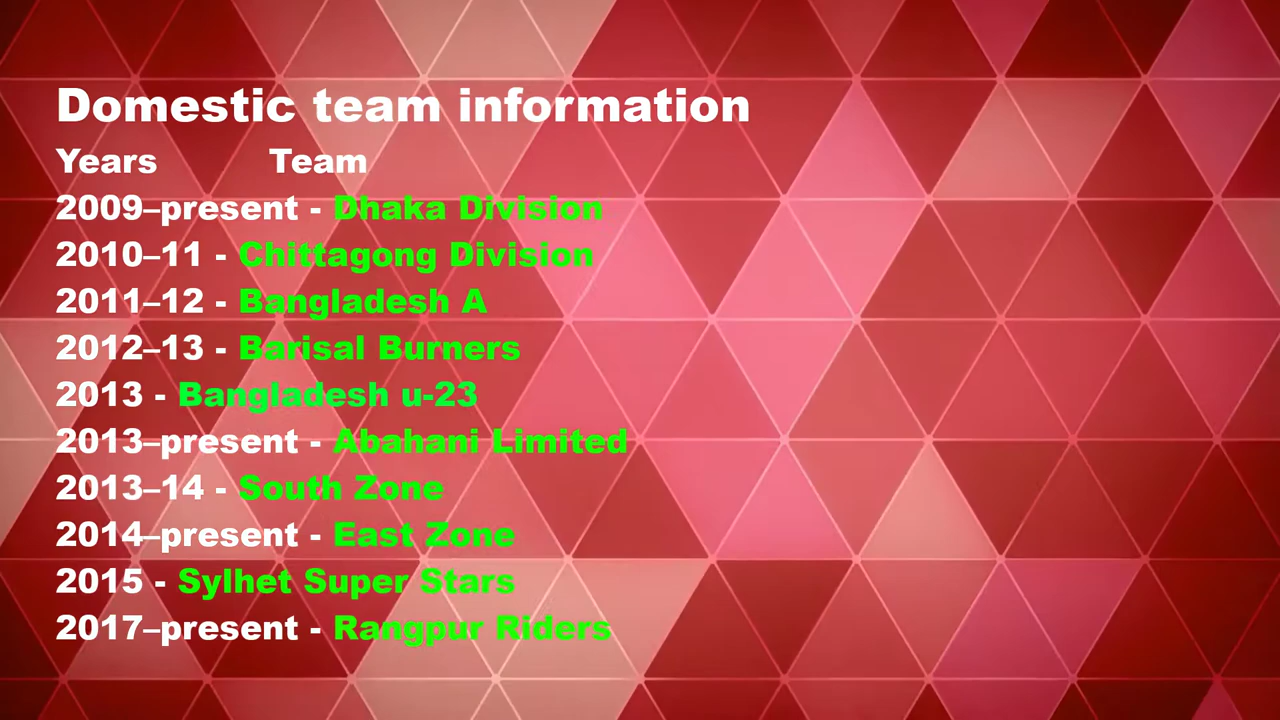 Domestic team information
Years Team
2009–present - Dhaka Division
2010–11 - Chittagong Division
2011–12 - Bangladesh A
2012–13 - Barisal Burners
2013 - Bangladesh u-23
2013–present - Abahani Limited
2013–14 - South Zone
2014–present - East Zone
2015 - Sylhet Super Stars
2017–present - Rangpur Riders